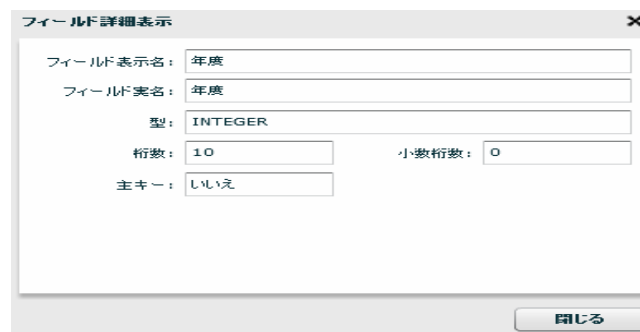 フィールド詳細表示
フィールド表示名: 年度
フィールド実名: 年度
型: INTEGER
桁数: 10 小数桁数: 0
主キー: いいえ
閉じる